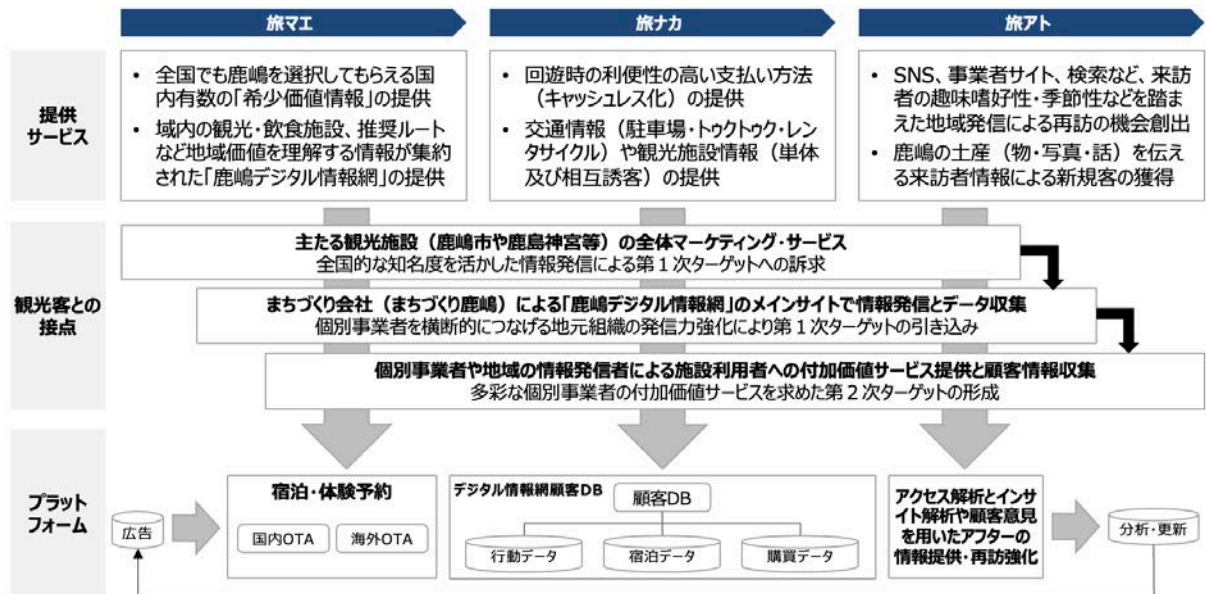 旅マエ
旅ナカ
旅アト
提供
サービス
• 全国でも鹿嶋を選択してもらえる国
内有数の「希少価値情報」の提供
• 域内の観光・飲食施設、推奨ルート
など地域価値を理解する情報が集約
された「鹿嶋デジタル情報網」の提供
• 回遊時の利便性の高い支払い方法
（キャッシュレス化）の提供
• 交通情報（駐車場・トゥクトゥク・レン
タサイクル）や観光施設情報（単体
及び相互誘客）の提供
• SNS、事業者サイト、検索など、来訪
者の趣味嗜好性・季節性などを踏ま
えた地域発信による再訪の機会創出
• 鹿嶋の土産（物・写真・話）を伝え
る来訪者情報による新規客の獲得
観光客との
接点
主たる観光施設（鹿嶋市や鹿島神宮等）の全体マーケティング・サービス
全国的な知名度を活かした情報発信による第１次ターゲットへの訴求
まちづくり会社（まちづくり鹿嶋）による「鹿嶋デジタル情報網」のメインサイトで情報発信とデータ収集
個別事業者を横断的につなげる地元組織の発信力強化により第１次ターゲットの引き込み
個別事業者や地域の情報発信者による施設利用者への付加価値サービス提供と顧客情報収集
多彩な個別事業者の付加価値サービスを求めた第２次ターゲットの形成
プラット
フォーム
広告
宿泊・体験予約
国内OTA
海外OTA
デジタル情報網顧客DB
顧客DB
行動データ
宿泊データ
購買データ
アクセス解析とインサ
イト解析や顧客意見
を用いたアフターの
情報提供・再訪強化
分析・更新